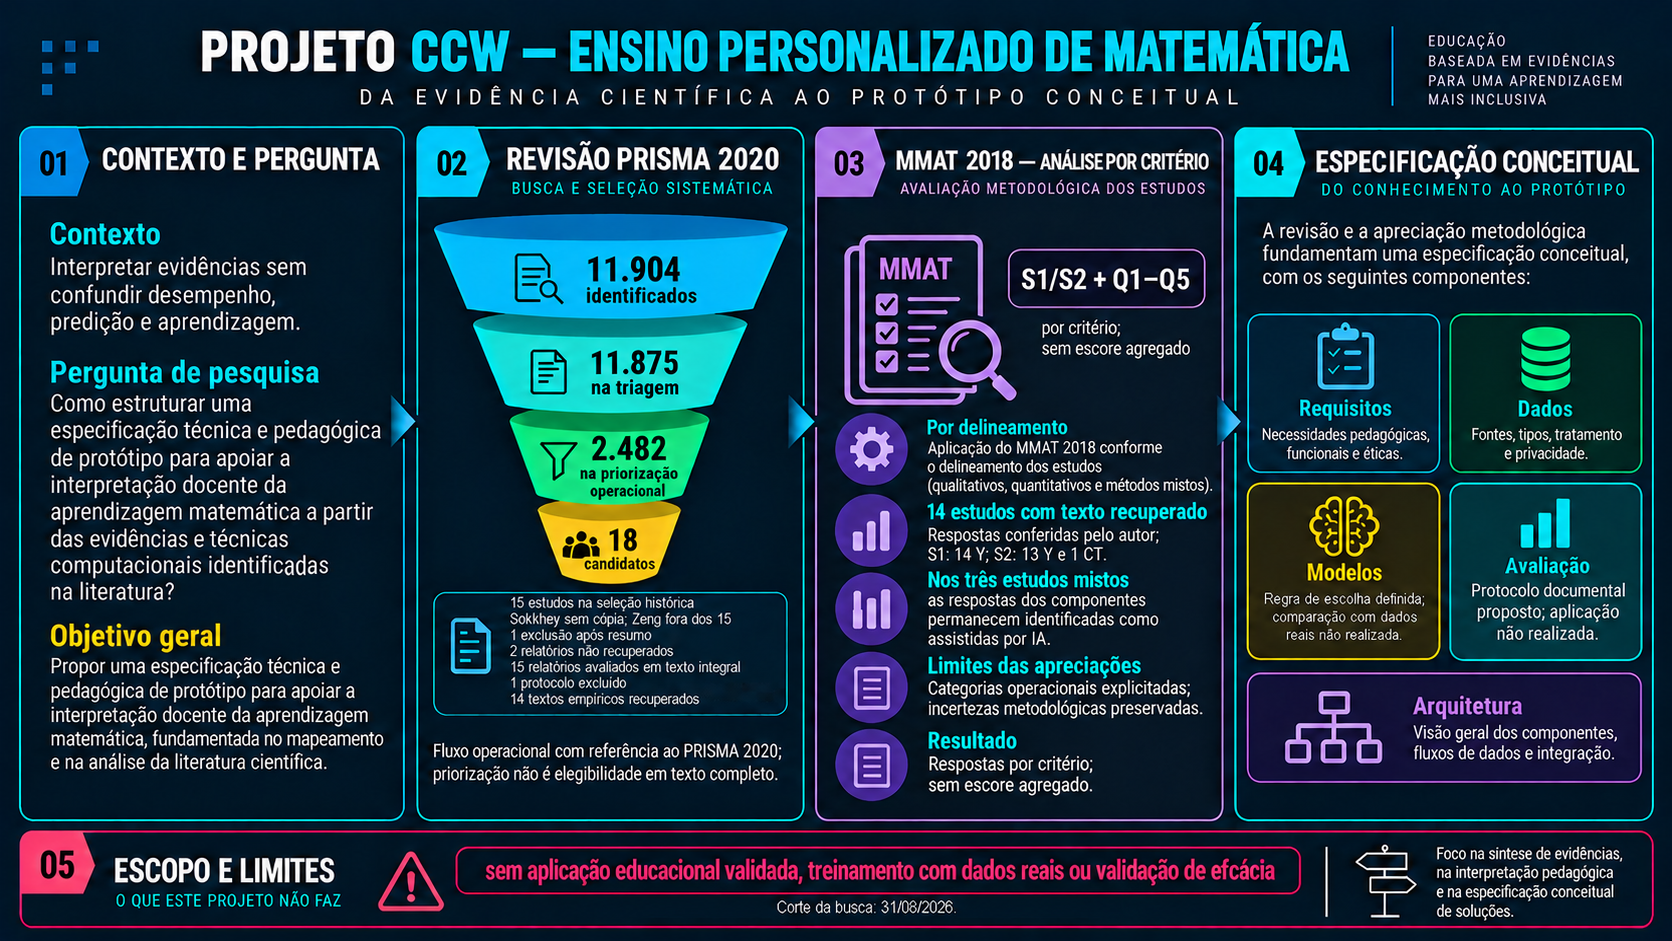 PROJETO CCW — ENSINO PERSONALIZADO DE MATEMÁTICA
DA EVIDÊNCIA CIENTÍFICA AO PROTÓTIPO CONCEITUAL
EDUCAÇÃO
BASEADA EM EVIDÊNCIAS
PARA UMA APRENDIZAGEM
MAIS INCLUSIVA
01
CONTEXTO E PERGUNTA
Contexto
Interpretar evidências sem
confundir desempenho,
predição e aprendizagem.
Pergunta de pesquisa
Como estruturar uma
especificação técnica e pedagógica
de protótipo para apoiar a
interpretação docente da
aprendizagem matemática a partir
das evidências e técnicas
computacionais identificadas
na literatura?
Objetivo geral
Propor uma especificação técnica e
pedagógica de protótipo para apoiar a
interpretação docente da aprendizagem
matemática, fundamentada no mapeamento
e na análise da literatura científica.
02
REVISÃO PRISMA 2020
BUSCA E SELEÇÃO SISTEMÁTICA
11.904
identificados
11.875
na triagem
2.482
na priorização
operacional
18
candidatos
15 estudos na seleção histórica
Sokkhey sem cópia; Zeng fora dos 15
1 exclusão após resumo
2 relatórios não recuperados
15 relatórios avaliados em texto integral
1 protocolo excluído
14 textos empíricos recuperados
Fluxo operacional com referência ao PRISMA 2020;
priorização não é elegibilidade em texto completo.
03
MMAT 2018 — ANÁLISE POR CRITÉRIO
AVALIAÇÃO METODOLÓGICA DOS ESTUDOS
MMAT
S1/S2 + Q1–Q5
por critério;
sem escore agregado
Por delineamento
Aplicação do MMAT 2018 conforme
o delineamento dos estudos
(qualitativos, quantitativos e métodos mistos).
14 estudos com texto recuperado
Respostas conferidas pelo autor;
S1: 14 Y; S2: 13 Y e 1 CT.
Nos três estudos mistos
as respostas dos componentes
permanecem identificadas como
assistidas por IA.
Limites das apreciações
Categorias operacionais explicitadas;
incertezas metodológicas preservadas.
Resultado
Respostas por critério;
sem escore agregado.
04
ESPECIFICAÇÃO CONCEITUAL
DO CONHECIMENTO AO PROTÓTIPO
A revisão e a apreciação metodológica
fundamentam uma especificação conceitual,
com os seguintes componentes:
Requisitos
Necessidades pedagógicas,
funcionais e éticas.
Dados
Fontes, tipos, tratamento
e privacidade.
Modelos
Regra de escolha definida;
comparação com dados
reais não realizada.
Avaliação
Protocolo documental
proposto; aplicação
não realizada.
Arquitetura
Visão geral dos componentes,
fluxos de dados e integração.
05
ESCOPO E LIMITES
O QUE ESTE PROJETO NÃO FAZ
sem aplicação educacional validada, treinamento com dados reais ou validação de efcácia
Corte da busca: 31/08/2026.
Foco na síntese de evidências,
na interpretação pedagógica
e na especificação conceitual
de soluções.